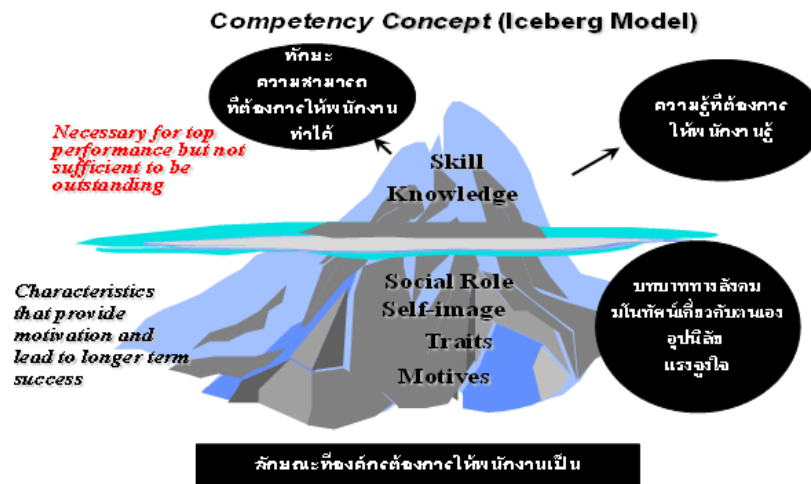 Competency Concept (Iceberg Model)
ทักษะ
ความสามารถ
ที่ต้องการให้พนักงาน
ทำได้
ความรู้ที่ต้องการ
ให้พนักงานรู้
Necessary for top
performance but not
sufficient to be
outstanding
Skill
Knowledge
Social Role
Self-image
Traits
Motives
Characteristics
that provide
motivation and
lead to longer term
success
บทบาททางสังคม
มโนทัศน์เกี่ยวกับตนเอง
อุปนิสัย
แรงจูงใจ
ลักษณะที่องค์กรต้องการให้พนักงานเป็น